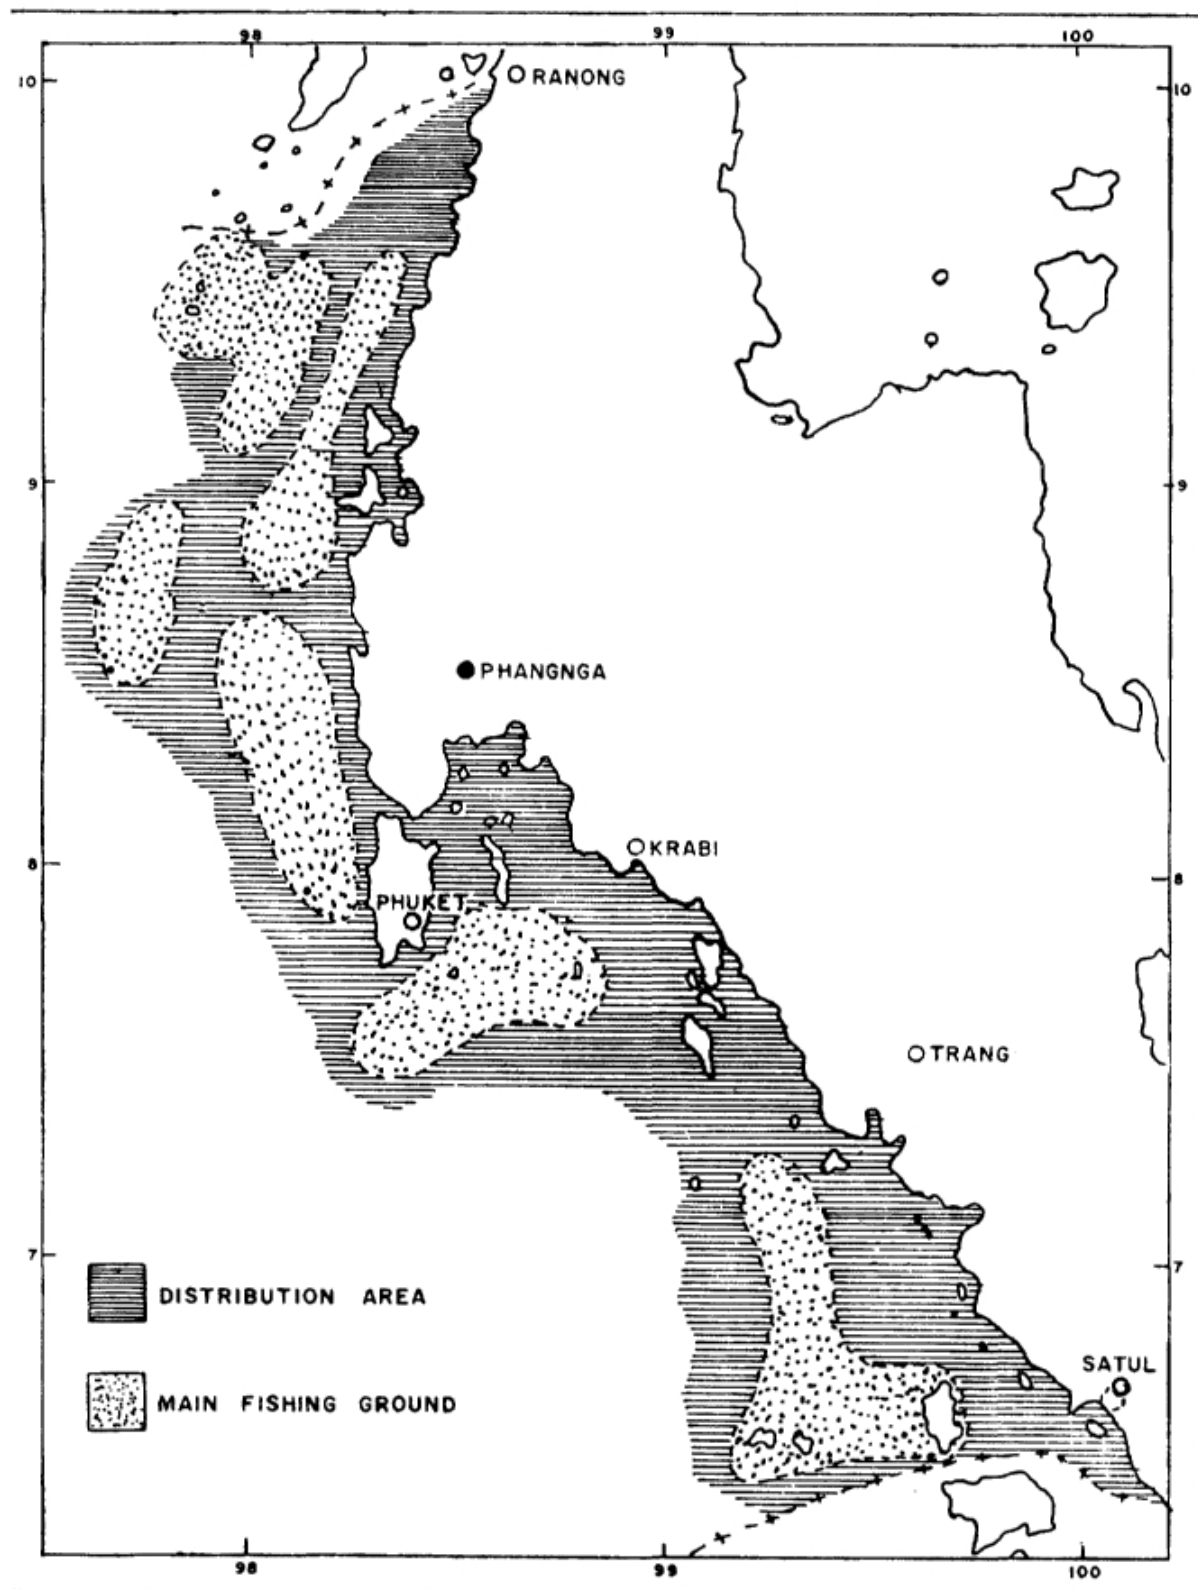 98 99 100
10 RANONG 10
9 9
PHANGNGA
KRABI
8 8
PHUKET
TRANG
7 7
DISTRIBUTION AREA
SATUL
MAIN FISHING GROUND
98 99 100